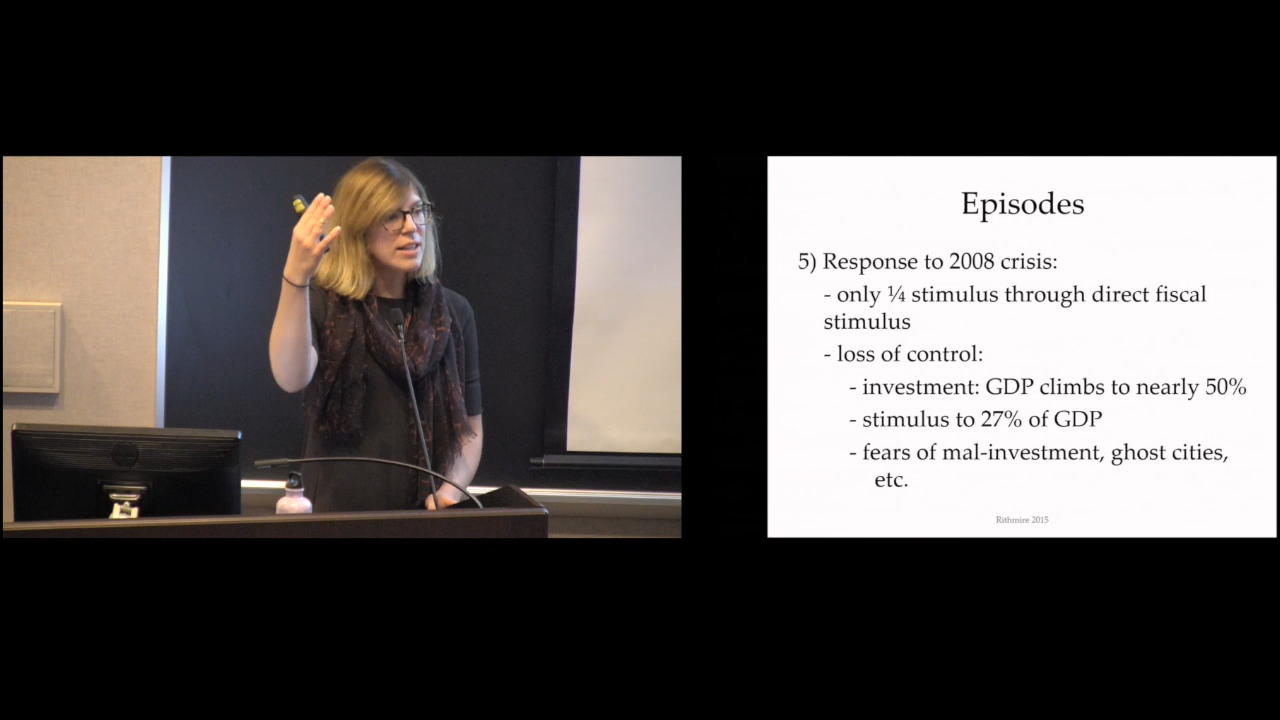 Episodes
5) Response to 2008 crisis:
- only ¼ stimulus through direct fiscal
stimulus
- loss of control:
- investment: GDP climbs to nearly 50%
- stimulus to 27% of GDP
- fears of mal-investment, ghost cities,
etc.
Rithmire 2015